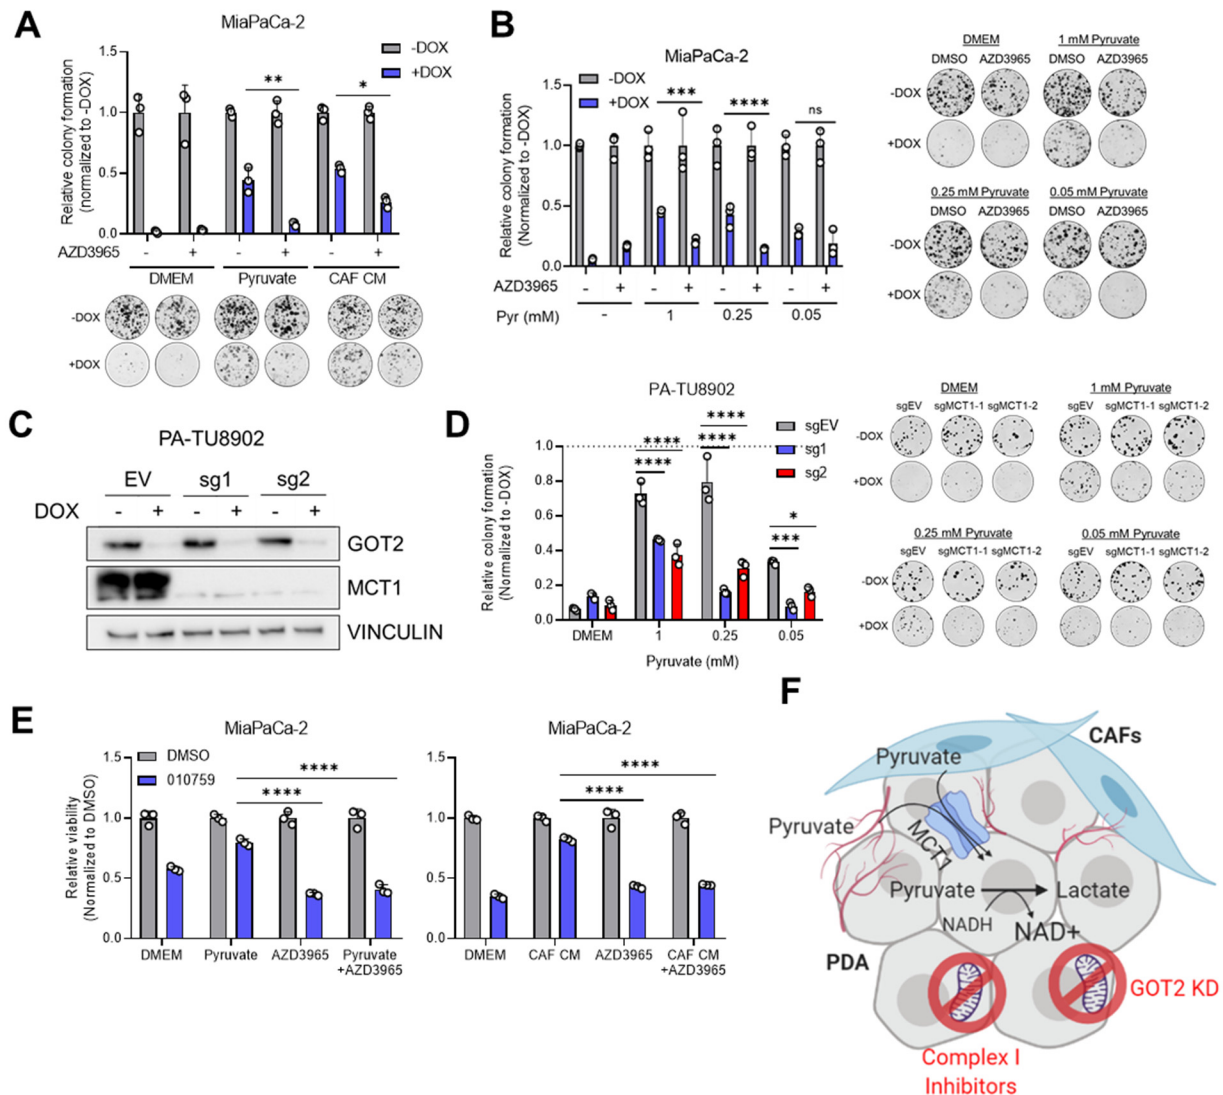 A
MiaPaCa-2
-DOX
+DOX
Relative colony formation
(normalized to -DOX)
1.5
1.0
0.5
0.0
**
*
AZD3965 - + - + - +
DMEM Pyruvate CAF CM
-DOX
+DOX
B
MiaPaCa-2
-DOX
+DOX
Relative colony formation
(Normalized to -DOX)
1.5
1.0
0.5
0.0
***
****
ns
AZD3965 - + - + - + - +
Pyr (mM) - 1 0.25 0.05
DMEM 1 mM Pyruvate
DMSO AZD3965 DMSO AZD3965
-DOX
+DOX
0.25 mM Pyruvate 0.05 mM Pyruvate
DMSO AZD3965 DMSO AZD3965
-DOX
+DOX
C
PA-TU8902
EV sg1 sg2
DOX - + - + - +
GOT2
MCT1
VINCULIN
D
PA-TU8902
sgEV
sg1
sg2
Relative colony formation
(Normalized to -DOX)
1.0
0.8
0.6
0.4
0.2
0.0
****
****
****
****
*
***
DMEM 1 0.25 0.05
Pyruvate (mM)
DMEM 1 mM Pyruvate
sgEV sgMCT1-1 sgMCT1-2 sgEV sgMCT1-1 sgMCT1-2
-DOX
+DOX
0.25 mM Pyruvate 0.05 mM Pyruvate
sgEV sgMCT1-1 sgMCT1-2 sgEV sgMCT1-1 sgMCT1-2
-DOX
+DOX
E
MiaPaCa-2
DMSO
010759
Relative viability
(Normalized to DMSO)
1.5
1.0
0.5
0.0
****
****
DMEM Pyruvate AZD3965 Pyruvate
+AZD3965
MiaPaCa-2
1.5
1.0
0.5
0.0
****
****
DMEM CAF CM AZD3965 CAF CM
+AZD3965
F
CAFs
Pyruvate
Pyruvate
MCT1
Pyruvate Lactate
NADH NAD+
PDA
GOT2 KD
Complex I
Inhibitors